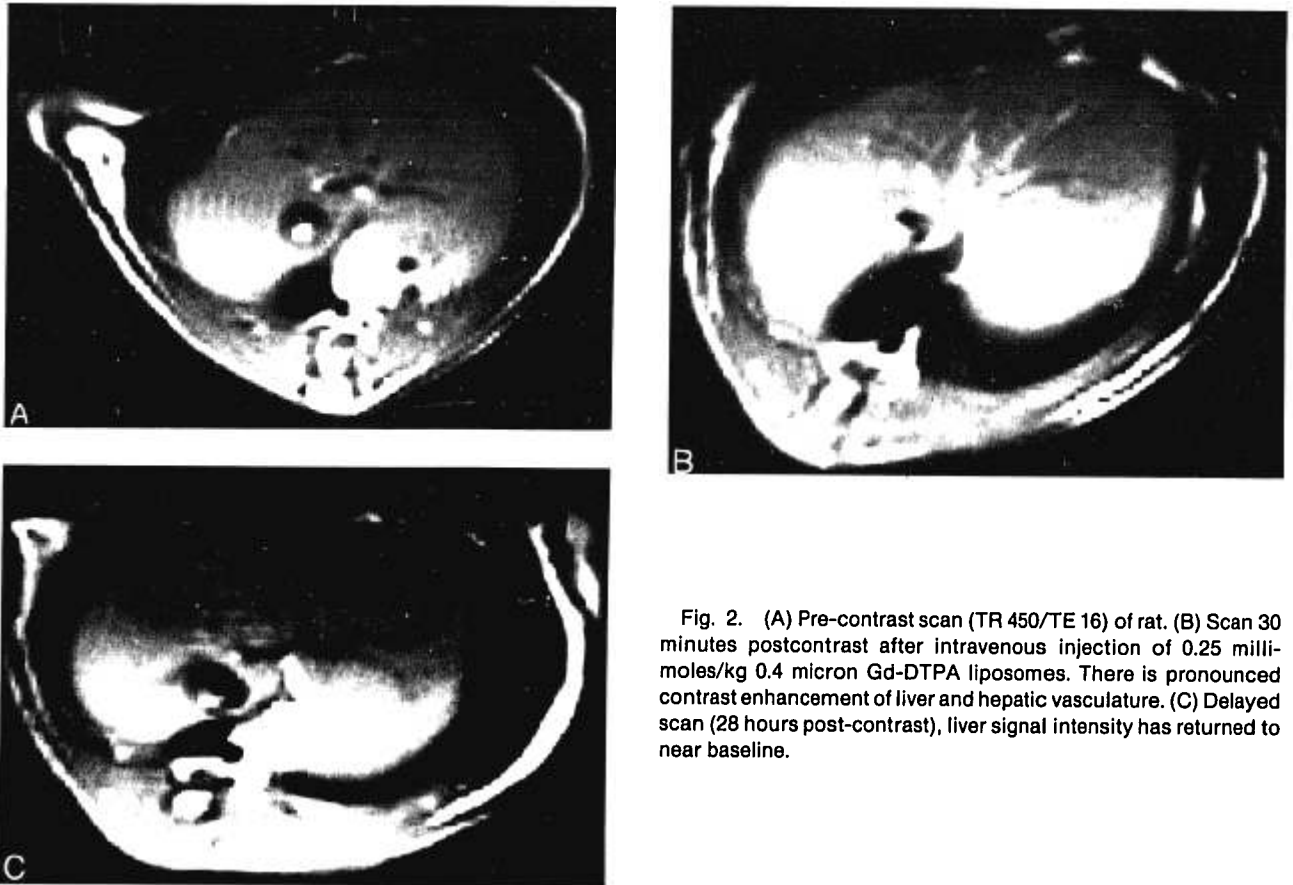 A
B
C
Fig. 2. (A) Pre-contrast scan (TR 450/TE 16) of rat. (B) Scan 30
minutes postcontrast after intravenous injection of 0.25 milli-
moles/kg 0.4 micron Gd-DTPA liposomes. There is pronounced
contrast enhancement of liver and hepatic vasculature. (C) Delayed
scan (28 hours post-contrast), liver signal intensity has returned to
near baseline.